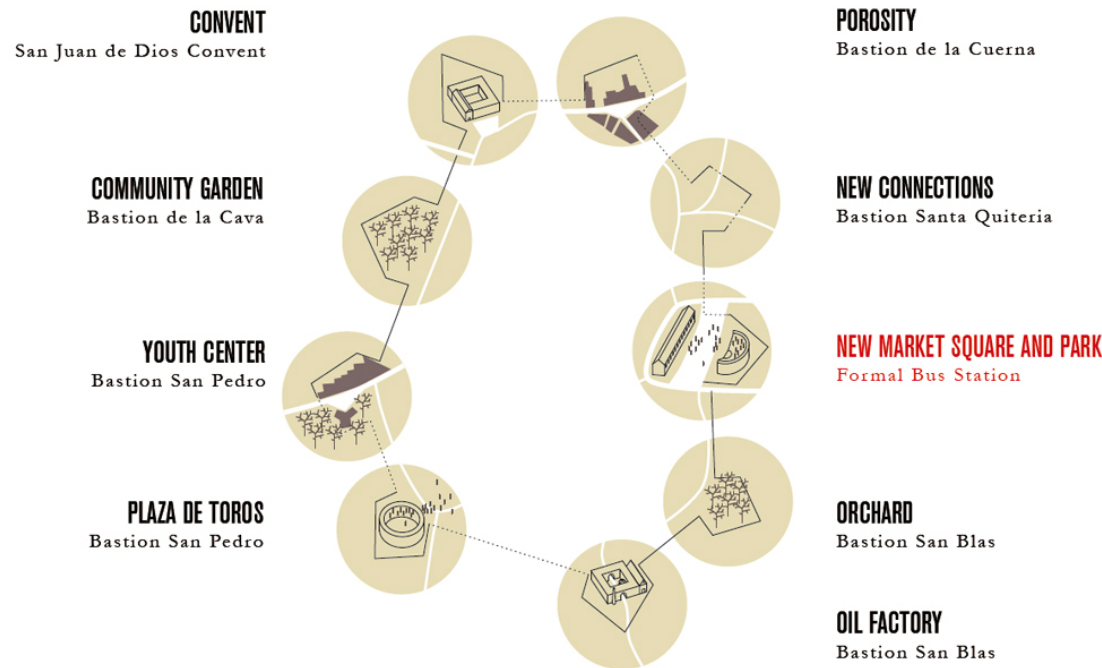 CONVENT
San Juan de Dios Convent
COMMUNITY GARDEN
Bastion de la Cava
YOUTH CENTER
Bastion San Pedro
PLAZA DE TOROS
Bastion San Pedro
POROSITY
Bastion de la Cuerna
NEW CONNECTIONS
Bastion Santa Quiteria
NEW MARKET SQUARE AND PARK
Formal Bus Station
ORCHARD
Bastion San Blas
OIL FACTORY
Bastion San Blas